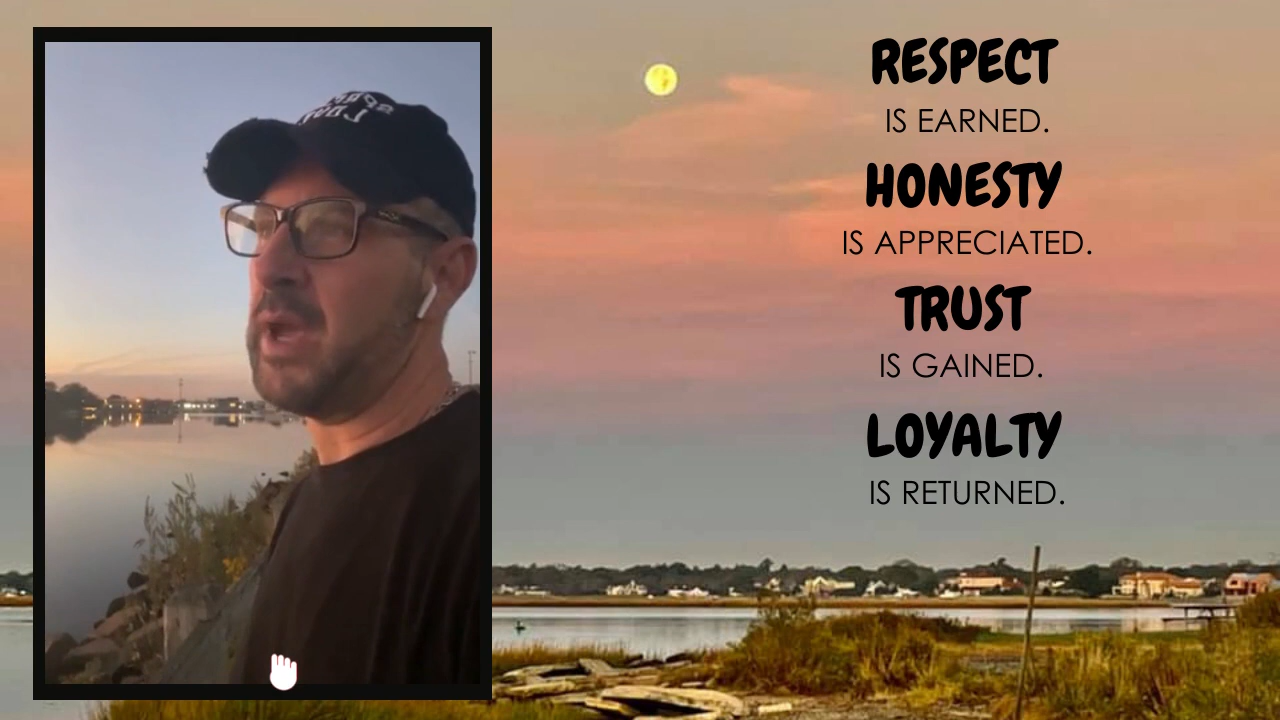 RESPECT
IS EARNED.
HONESTY
IS APPRECIATED.
TRUST
IS GAINED.
LOYALTY
IS RETURNED.